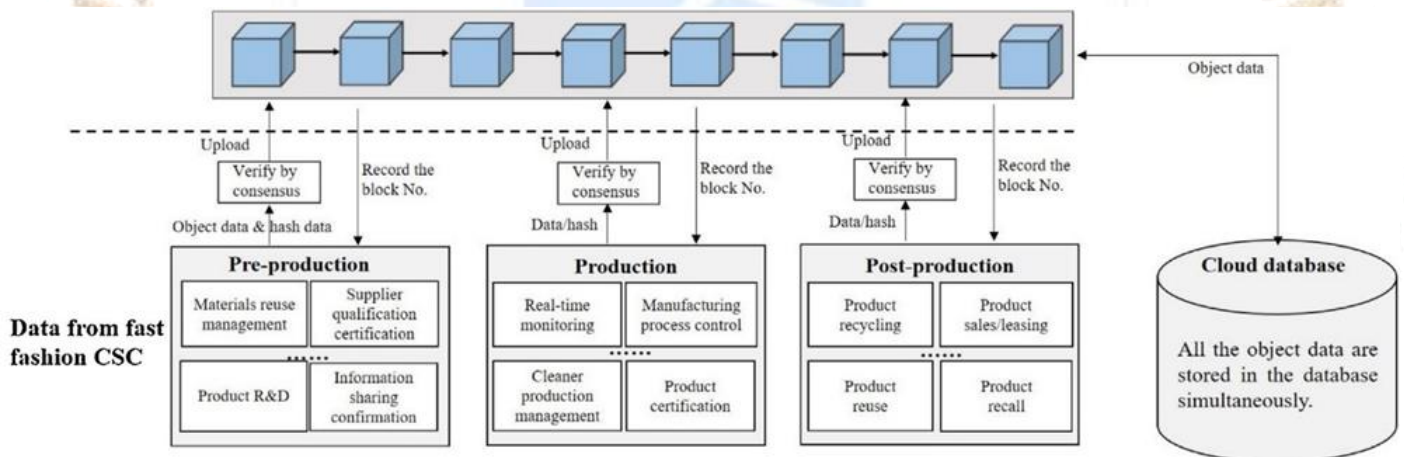 Object data
Upload
Verify by
consensus
Object data & hash data
Record the
block No.
Upload
Verify by
consensus
Data/hash
Record the
block No.
Upload
Verify by
consensus
Data/hash
Record the
block No.
Data from fast
fashion CSC
Pre-production
Materials reuse
management
Supplier
qualification
certification
......
Product R&D
Information
sharing
confirmation
Production
Real-time
monitoring
Manufacturing
process control
......
Cleaner
production
management
Product
certification
Post-production
Product
recycling
Product
sales/leasing
......
Product
reuse
Product
recall
Cloud database
All the object data are
stored in the database
simultaneously.